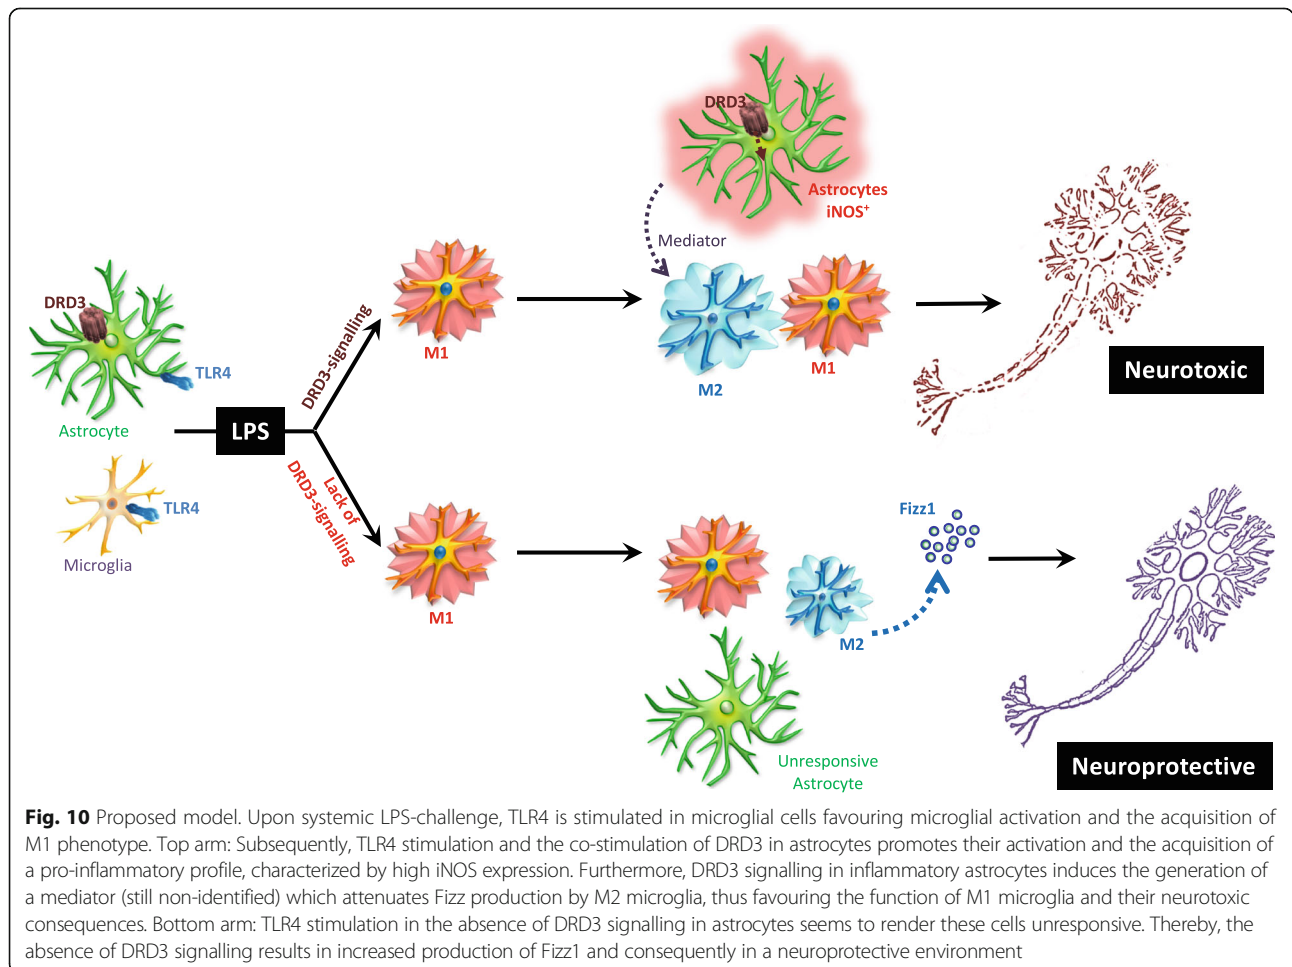 DRD3
Astrocytes
iNOS⁺
Mediator
DRD3
TLR4
Astrocyte
DRD3-signalling
M1
M2
M1
Neurotoxic
LPS
Lack of
DRD3-signalling
TLR4
Microglia
M1
Fizz1
M2
Unresponsive
Astrocyte
Neuroprotective
Fig. 10 Proposed model. Upon systemic LPS-challenge, TLR4 is stimulated in microglial cells favouring microglial activation and the acquisition of
M1 phenotype. Top arm: Subsequently, TLR4 stimulation and the co-stimulation of DRD3 in astrocytes promotes their activation and the acquisition of
a pro-inflammatory profile, characterized by high iNOS expression. Furthermore, DRD3 signalling in inflammatory astrocytes induces the generation of
a mediator (still non-identified) which attenuates Fizz production by M2 microglia, thus favouring the function of M1 microglia and their neurotoxic
consequences. Bottom arm: TLR4 stimulation in the absence of DRD3 signalling in astrocytes seems to render these cells unresponsive. Thereby, the
absence of DRD3 signalling results in increased production of Fizz1 and consequently in a neuroprotective environment